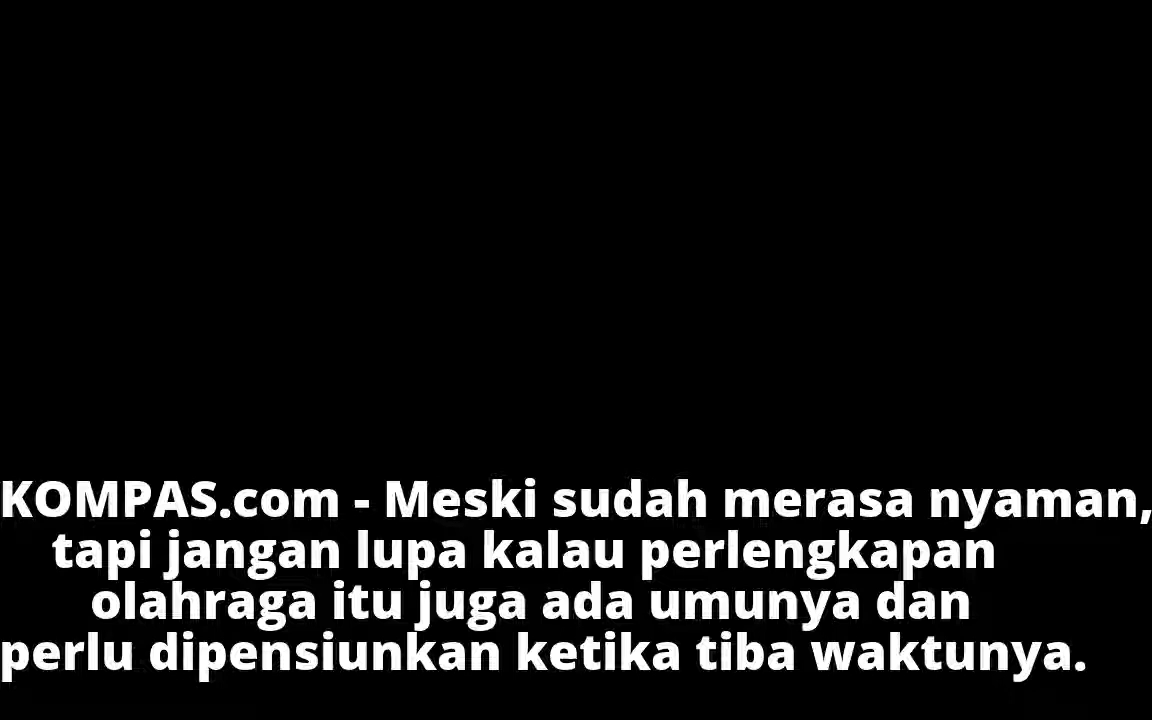 KOMPAS.com - Meski sudah merasa nyaman,
tapi jangan lupa kalau perlengkapan
olahraga itu juga ada umunya dan
perlu dipensiunkan ketika tiba waktunya.